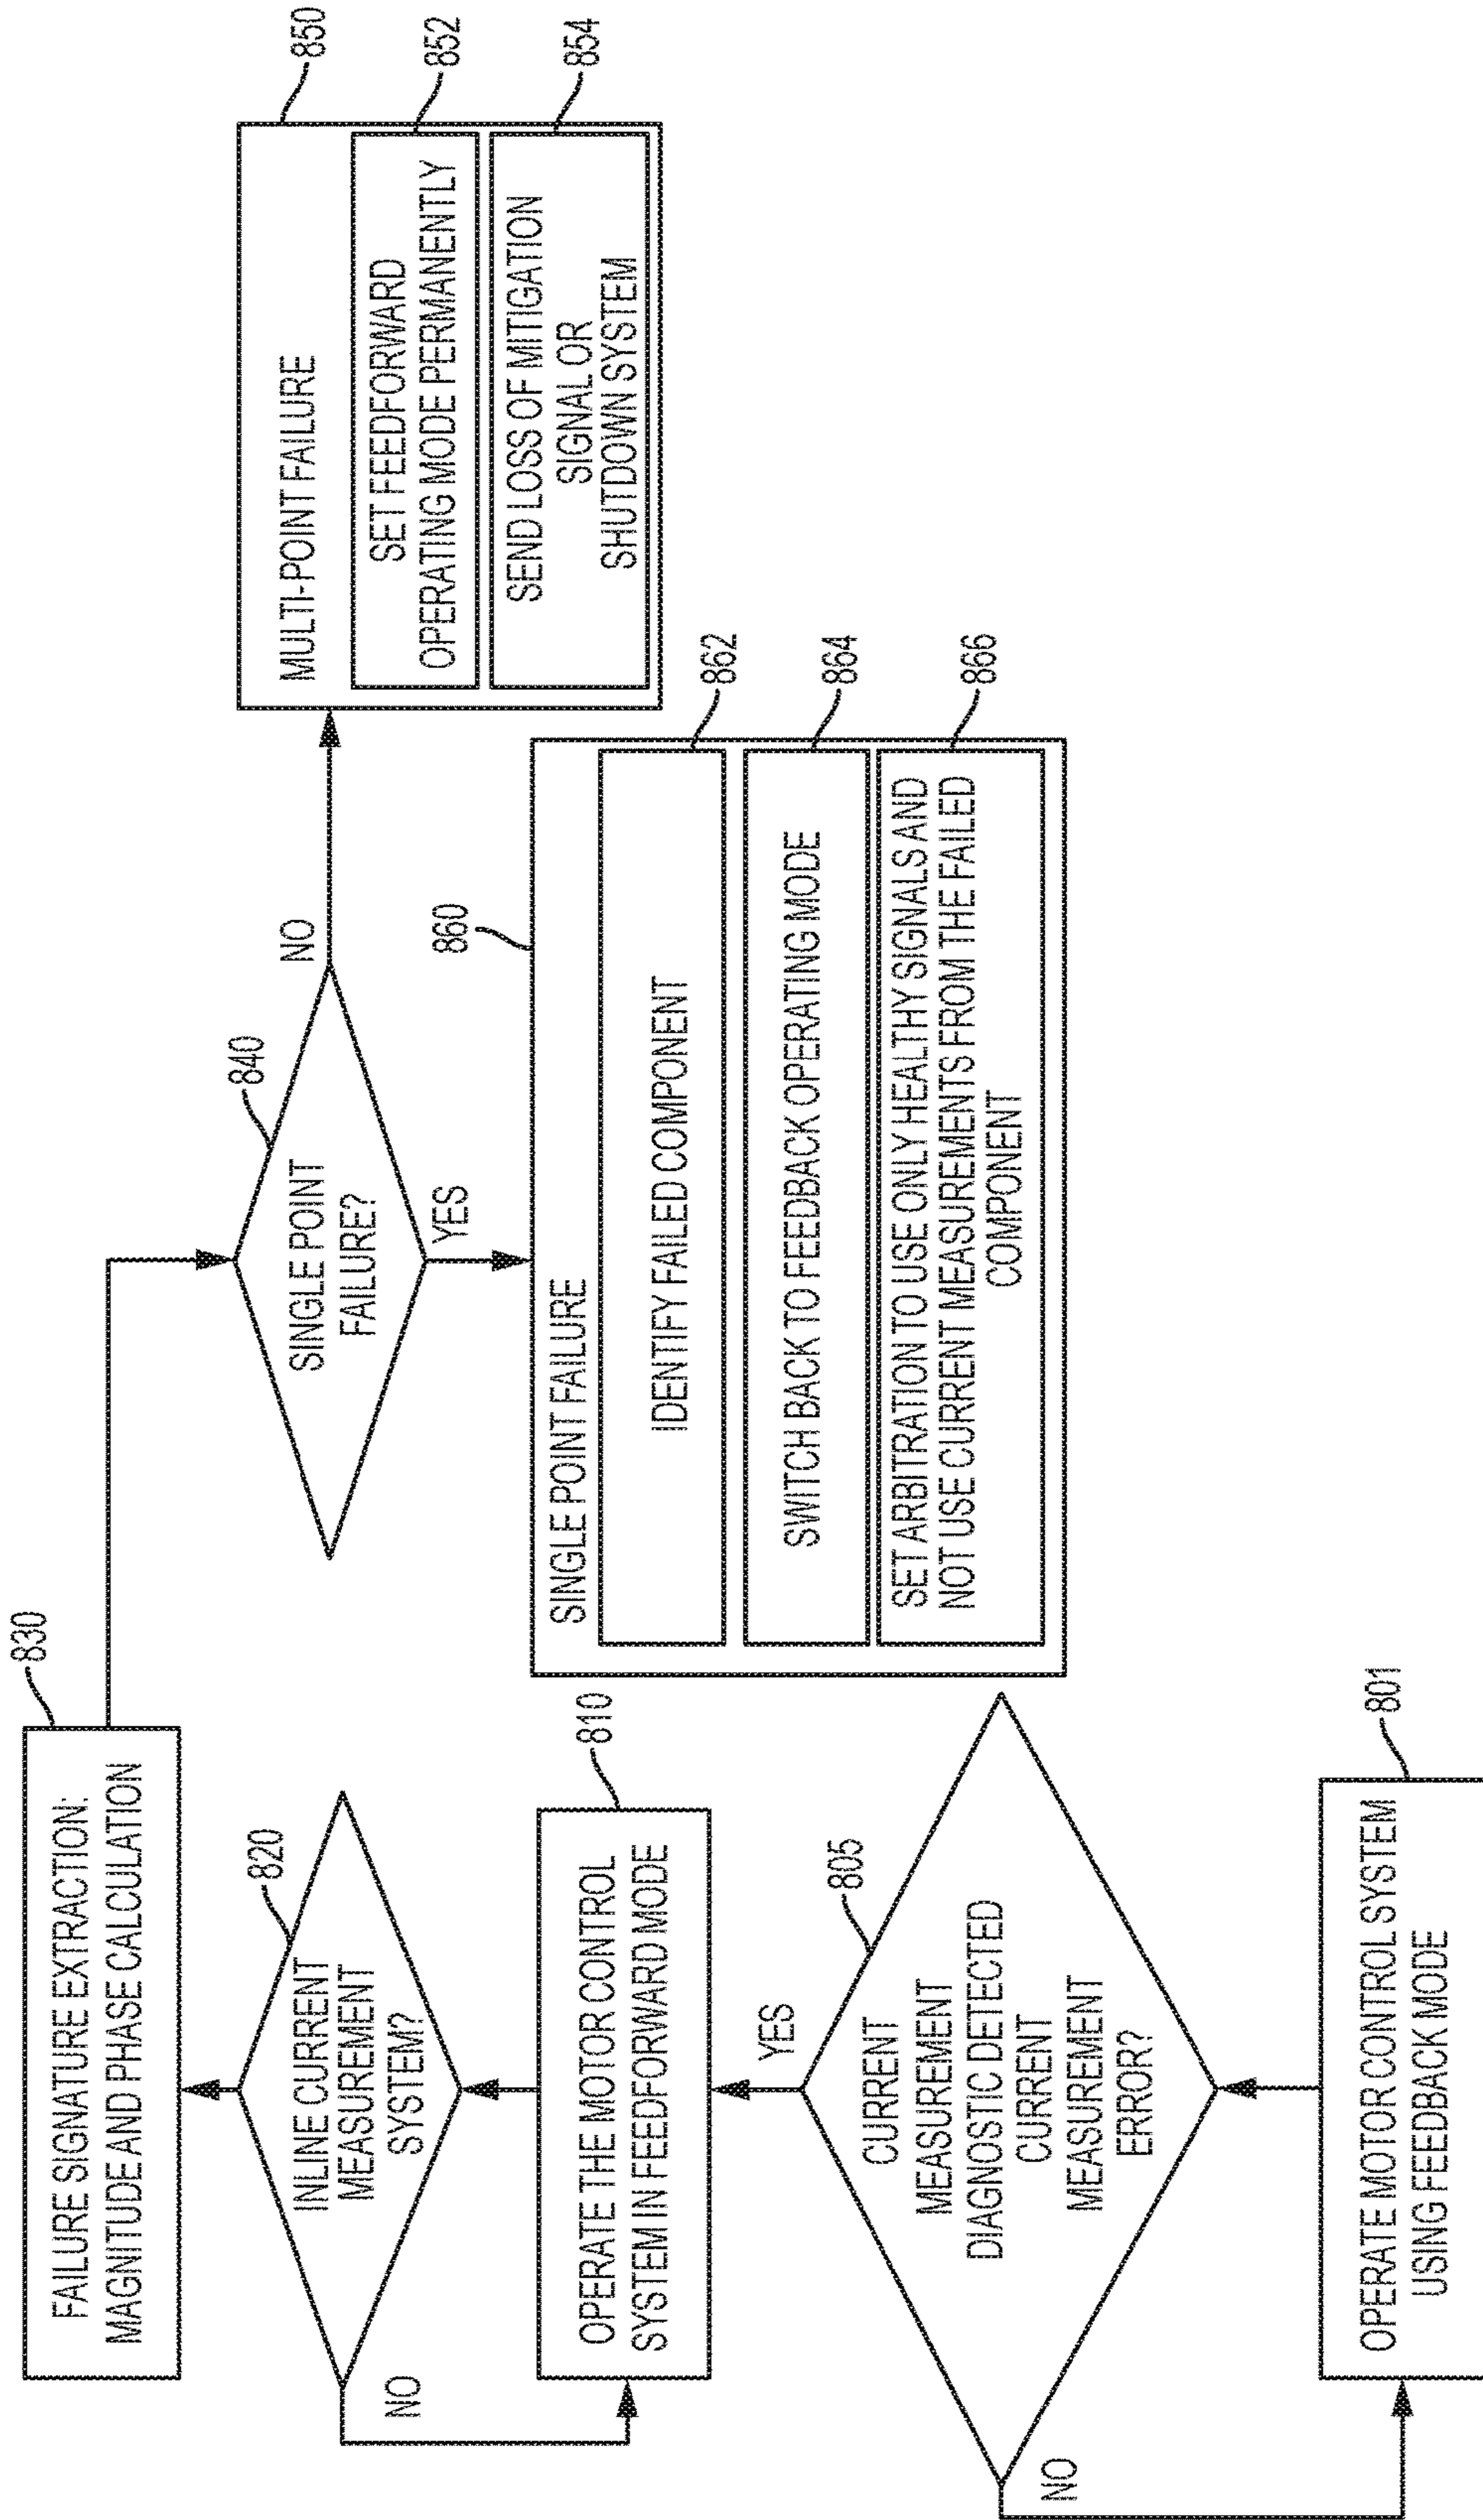 OPERATE MOTOR CONTROL SYSTEM
USING FEEDBACK MODE
801
CURRENT
MEASUREMENT
DIAGNOSTIC DETECTED
CURRENT
MEASUREMENT
ERROR?
805
NO
YES
OPERATE THE MOTOR CONTROL
SYSTEM IN FEEDFORWARD MODE
810
INLINE CURRENT
MEASUREMENT
SYSTEM?
820
NO
FAILURE SIGNATURE EXTRACTION:
MAGNITUDE AND PHASE CALCULATION
830
SINGLE POINT
FAILURE?
840
YES
NO
860
SINGLE POINT FAILURE
IDENTIFY FAILED COMPONENT
862
SWITCH BACK TO FEEDBACK OPERATING MODE
864
SET ARBITRATION TO USE ONLY HEALTHY SIGNALS AND
NOT USE CURRENT MEASUREMENTS FROM THE FAILED
COMPONENT
866
MULTI-POINT FAILURE
850
SET FEEDFORWARD
OPERATING MODE PERMANENTLY
852
SEND LOSS OF MITIGATION
SIGNAL OR
SHUTDOWN SYSTEM
854